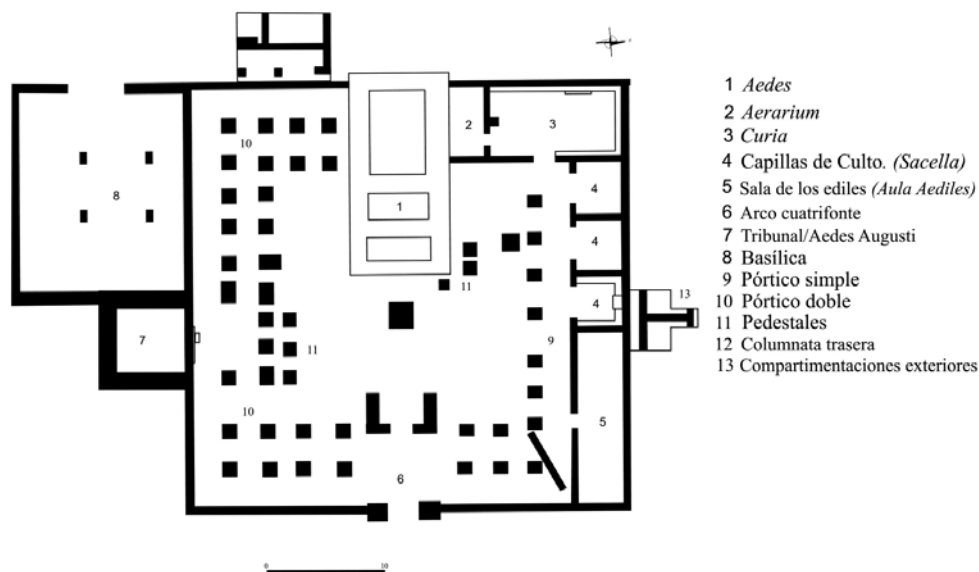 1 Aedes
2 Aerarium
3 Curia
4 Capillas de Culto. (Sacella)
5 Sala de los ediles (Aula Aediles)
6 Arco cuatrifonte
7 Tribunal/Aedes Augusti
8 Basílica
9 Pórtico simple
10 Pórtico doble
11 Pedestales
12 Columnata trasera
13 Compartimentaciones exteriores
10
2
3
8
4
1
4
11
4
13
7
11
9
10
5
6
0 10